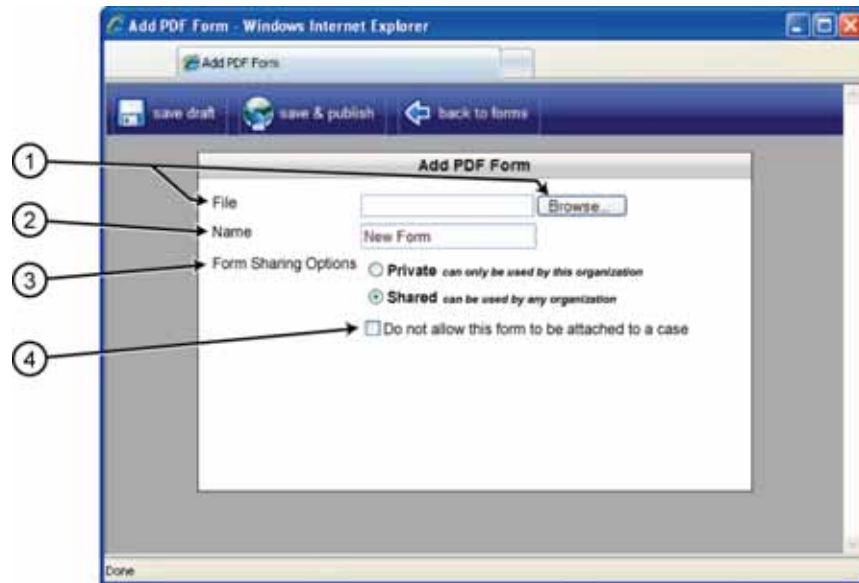 Add PDF Form - Windows Internet Explorer
Add PDF Form
save draft save & publish back to forms
Add PDF Form
1
File Browse...
2
Name New Form
3
Form Sharing Options Private can only be used by this organization
Shared can be used by any organization
4
Do not allow this form to be attached to a case
Done